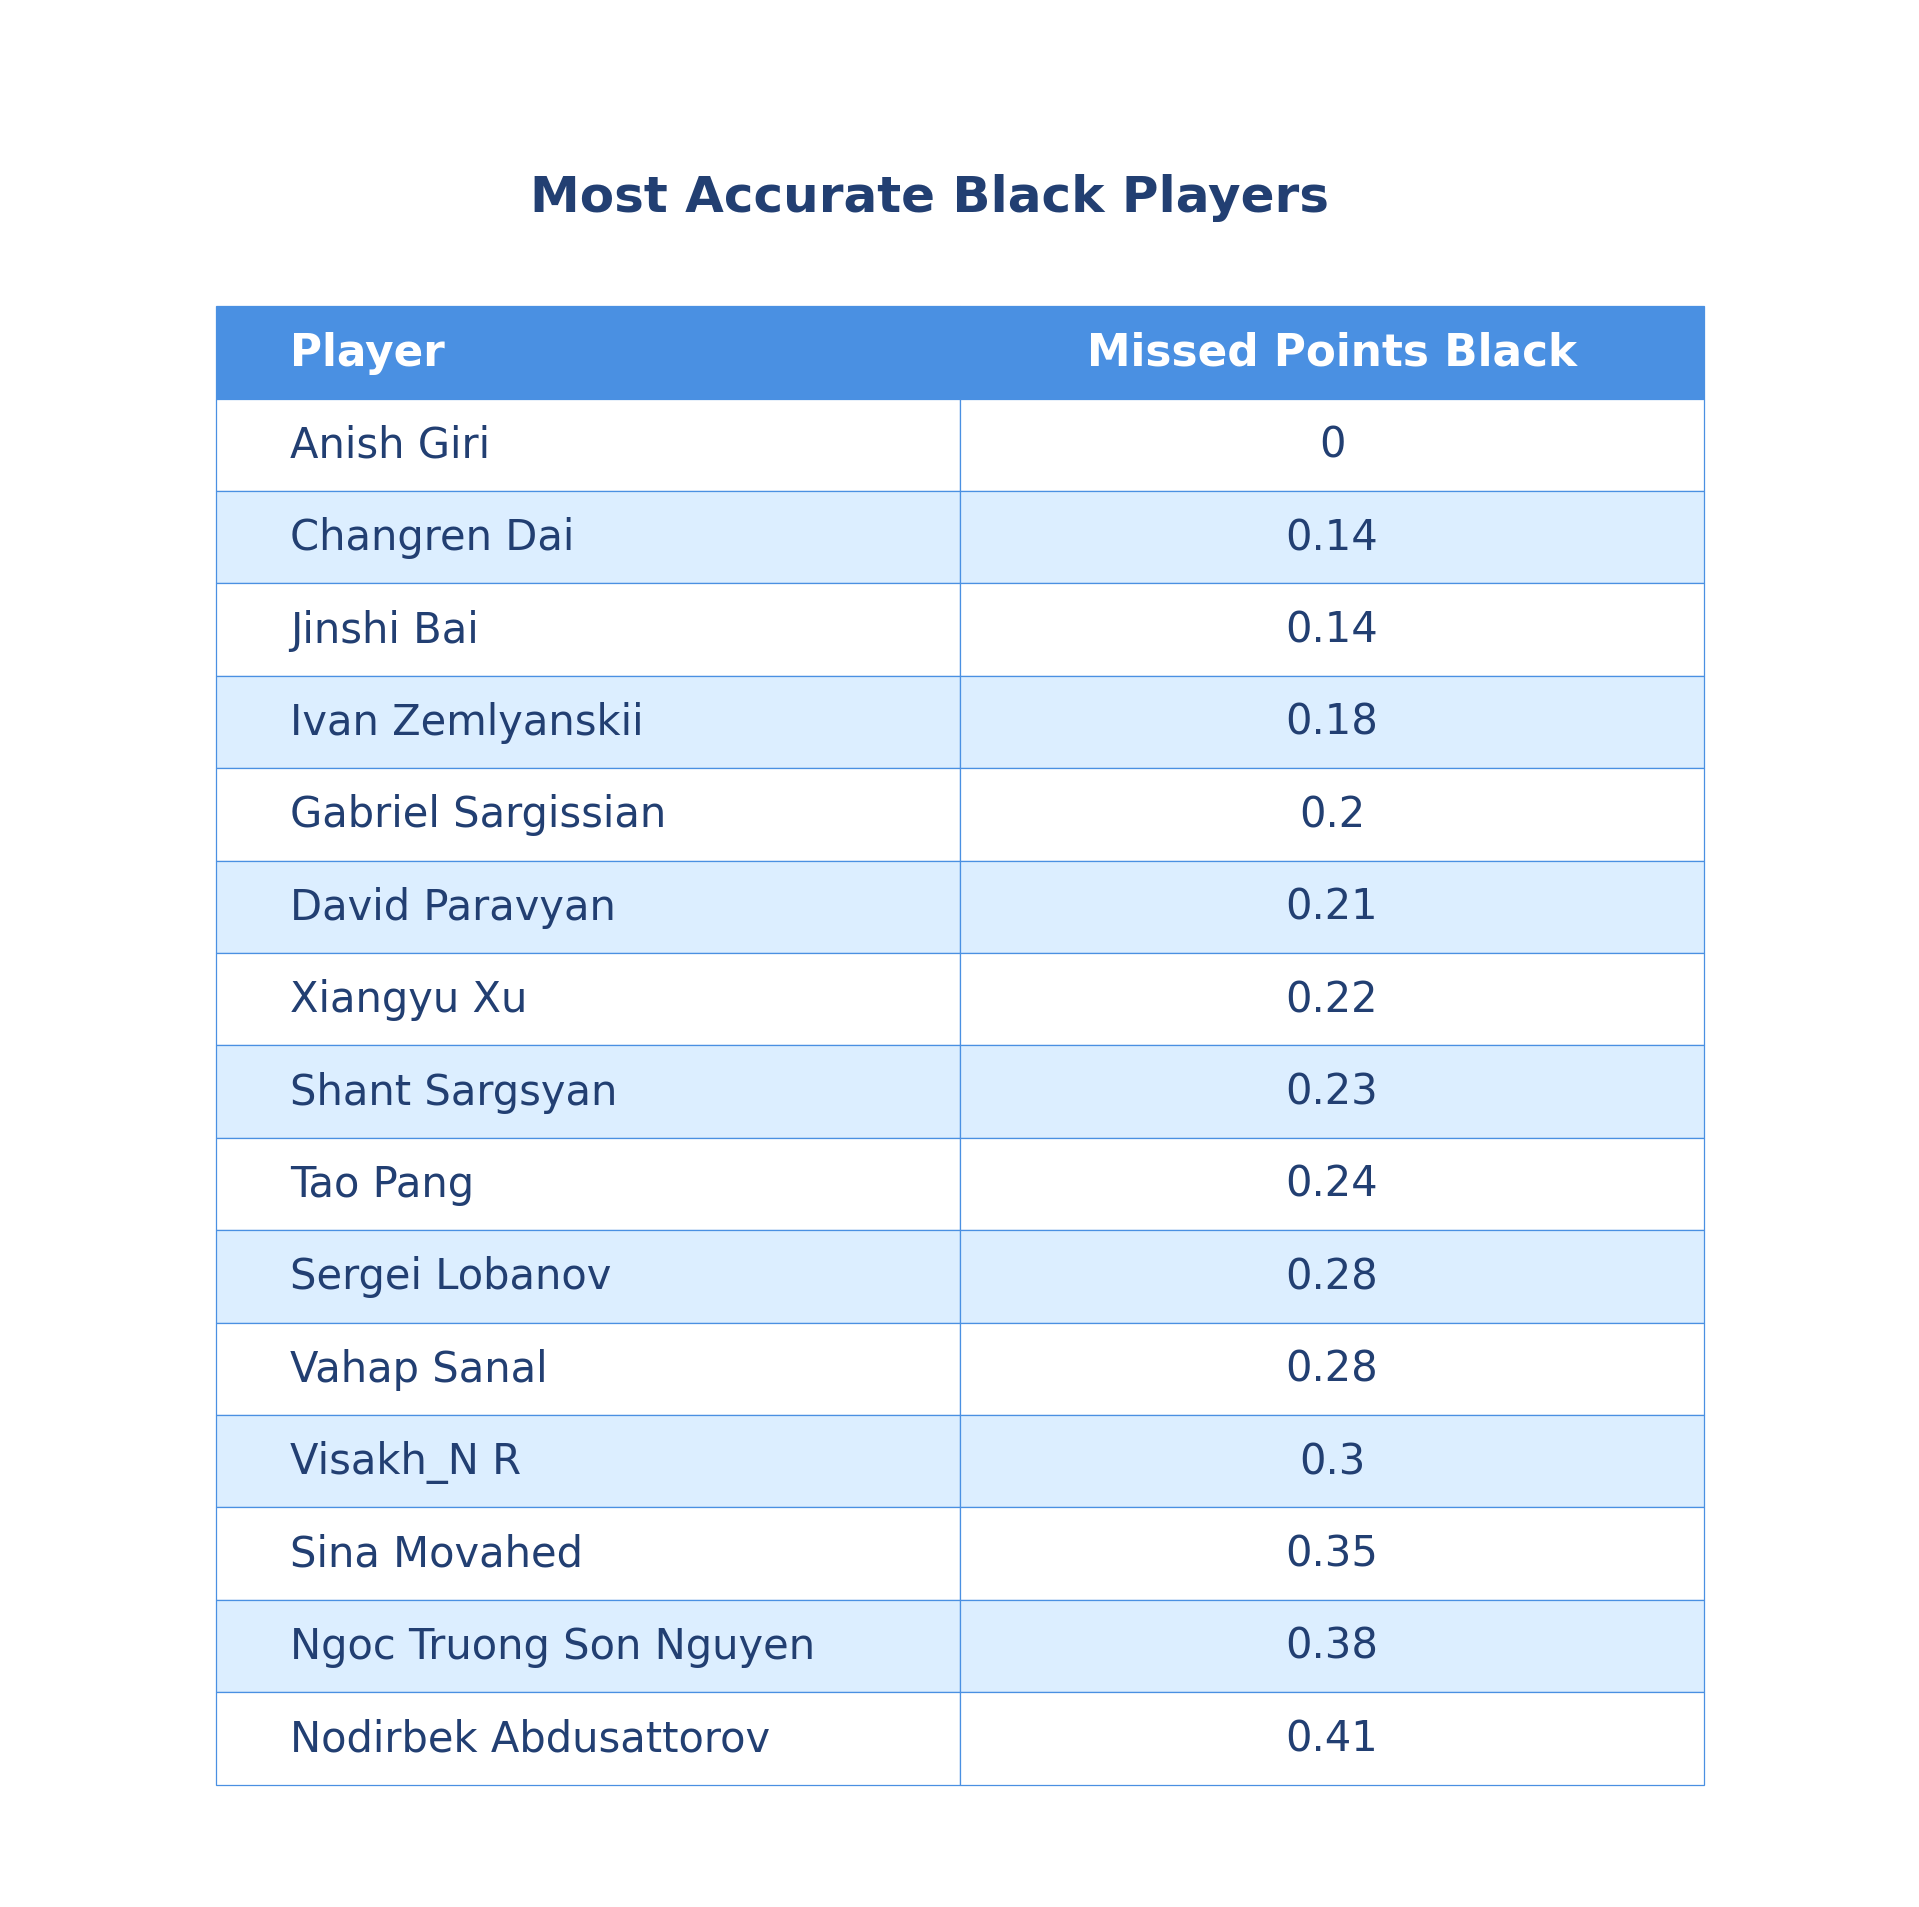 Most Accurate Black Players
Player Missed Points Black
Anish Giri 0
Changren Dai 0.14
Jinshi Bai 0.14
Ivan Zemlyanskii 0.18
Gabriel Sargissian 0.2
David Paravyan 0.21
Xiangyu Xu 0.22
Shant Sargsyan 0.23
Tao Pang 0.24
Sergei Lobanov 0.28
Vahap Sanal 0.28
Visakh_N R 0.3
Sina Movahed 0.35
Ngoc Truong Son Nguyen 0.38
Nodirbek Abdusattorov 0.41